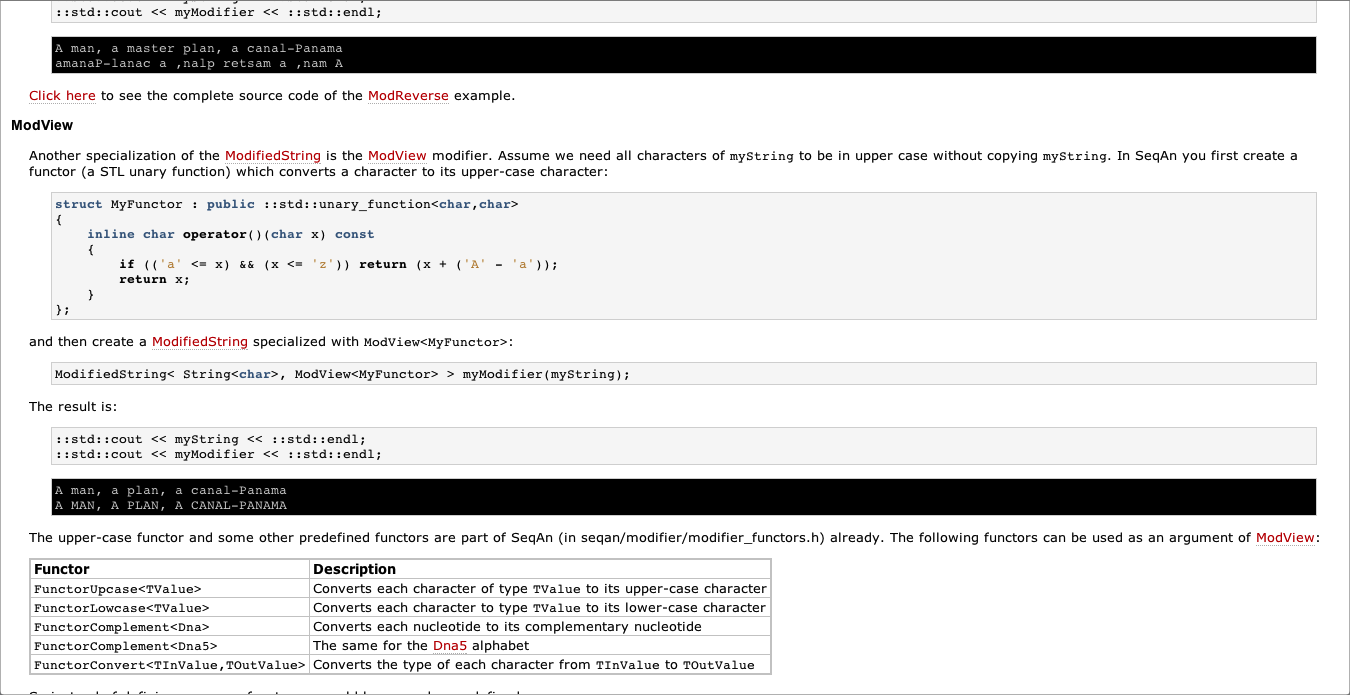 ::std::cout << myModifier << ::std::endl;
A man, a master plan, a canal-Panama
amanaP-lanac a ,nalp retsam a ,nam A
Click here to see the complete source code of the ModReverse example.
ModView
Another specialization of the ModifiedString is the ModView modifier. Assume we need all characters of myString to be in upper case without copying myString. In SeqAn you first create a
functor (a STL unary function) which converts a character to its upper-case character:
struct MyFunctor : public ::std::unary_function<char,char>
{
    inline char operator()(char x) const
    {
        if (('a' <= x) && (x <= 'z')) return (x + ('A' - 'a'));
        return x;
    }
};
and then create a ModifiedString specialized with ModView<MyFunctor>:
ModifiedString< String<char>, ModView<MyFunctor> > myModifier(myString);
The result is:
::std::cout << myString << ::std::endl;
::std::cout << myModifier << ::std::endl;
A man, a plan, a canal-Panama
A MAN, A PLAN, A CANAL-PANAMA
The upper-case functor and some other predefined functors are part of SeqAn (in seqan/modifier/modifier_functors.h) already. The following functors can be used as an argument of ModView:
Functor Description
FunctorUpcase<TValue> Converts each character of type TValue to its upper-case character
FunctorLowcase<TValue> Converts each character to type TValue to its lower-case character
FunctorComplement<Dna> Converts each nucleotide to its complementary nucleotide
FunctorComplement<Dna5> The same for the Dna5 alphabet
FunctorConvert<TInValue,TOutValue> Converts the type of each character from TInValue to TOutValue